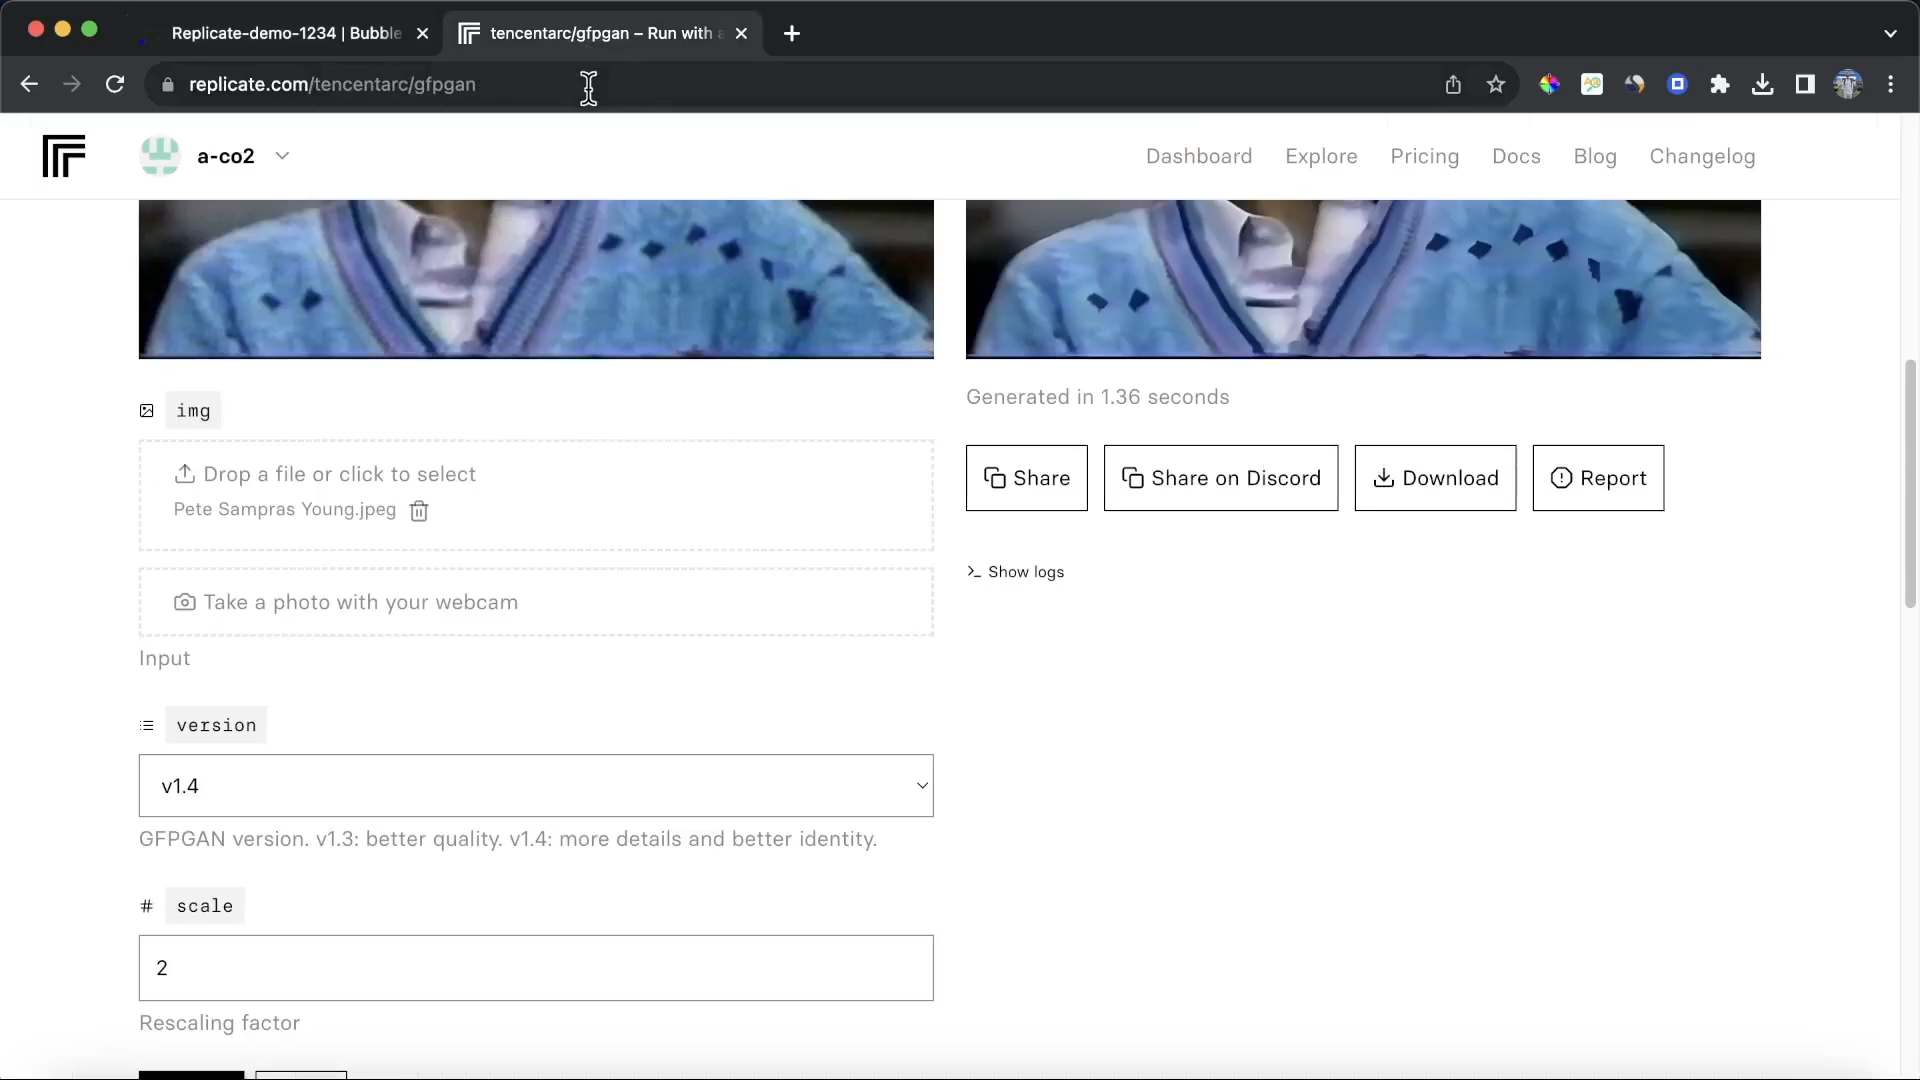 Replicate-demo-1234 | Bubble
tencentarc/gfpgan – Run with a
replicate.com/tencentarc/gfpgan
a-co2
Dashboard
Explore
Pricing
Docs
Blog
Changelog
img
Drop a file or click to select
Pete Sampras Young.jpeg
Take a photo with your webcam
Input
version
v1.4
GFPGAN version. v1.3: better quality. v1.4: more details and better identity.
# scale
2
Rescaling factor
Generated in 1.36 seconds
Share
Share on Discord
Download
Report
>_ Show logs